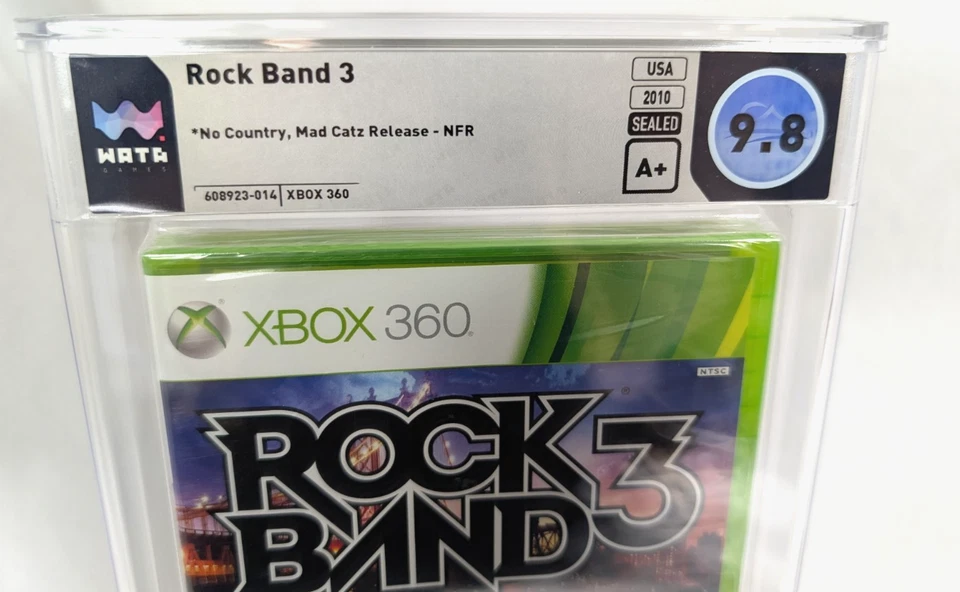 Rock Band 3
*No Country, Mad Catz Release - NFR
608923-014 XBOX 360
WATA
GAMES
USA
2010
SEALED
A+
9.8
XBOX 360®
NTSC
ROCK
BAND 3
®